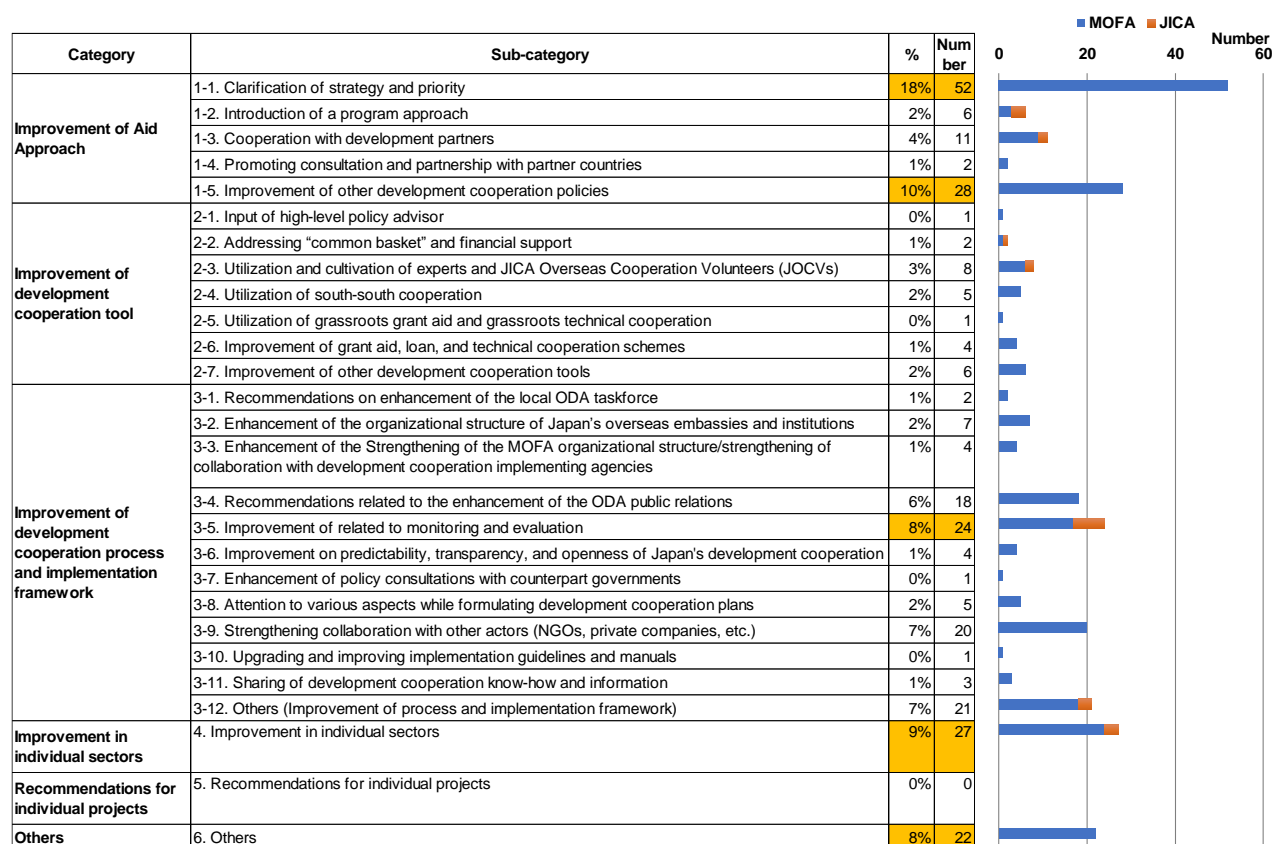 MOFA JICA
Number
Category Sub-category % Num
ber 0 20 40 60
1-1. Clarification of strategy and priority 18% 52
1-2. Introduction of a program approach 2% 6
Improvement of Aid
Approach
1-3. Cooperation with development partners 4% 11
1-4. Promoting consultation and partnership with partner countries 1% 2
1-5. Improvement of other development cooperation policies 10% 28
2-1. Input of high-level policy advisor 0% 1
2-2. Addressing “common basket” and financial support 1% 2
Improvement of
development
cooperation tool
2-3. Utilization and cultivation of experts and JICA Overseas Cooperation Volunteers (JOCVs) 3% 8
2-4. Utilization of south-south cooperation 2% 5
2-5. Utilization of grassroots grant aid and grassroots technical cooperation 0% 1
2-6. Improvement of grant aid, loan, and technical cooperation schemes 1% 4
2-7. Improvement of other development cooperation tools 2% 6
3-1. Recommendations on enhancement of the local ODA taskforce 1% 2
3-2. Enhancement of the organizational structure of Japan's overseas embassies and institutions 2% 7
3-3. Enhancement of the Strengthening of the MOFA organizational structure/strengthening of 1% 4
collaboration with development cooperation implementing agencies
Improvement of
development
cooperation process
and implementation
framework
3-4. Recommendations related to the enhancement of the ODA public relations 6% 18
3-5. Improvement of related to monitoring and evaluation 8% 24
3-6. Improvement on predictability, transparency, and openness of Japan's development cooperation 1% 4
3-7. Enhancement of policy consultations with counterpart governments 0% 1
3-8. Attention to various aspects while formulating development cooperation plans 2% 5
3-9. Strengthening collaboration with other actors (NGOs, private companies, etc.) 7% 20
3-10. Upgrading and improving implementation guidelines and manuals 0% 1
3-11. Sharing of development cooperation know-how and information 1% 3
3-12. Others (Improvement of process and implementation framework) 7% 21
Improvement in
individual sectors
4. Improvement in individual sectors 9% 27
Recommendations for
individual projects
5. Recommendations for individual projects 0% 0
Others 6. Others 8% 22